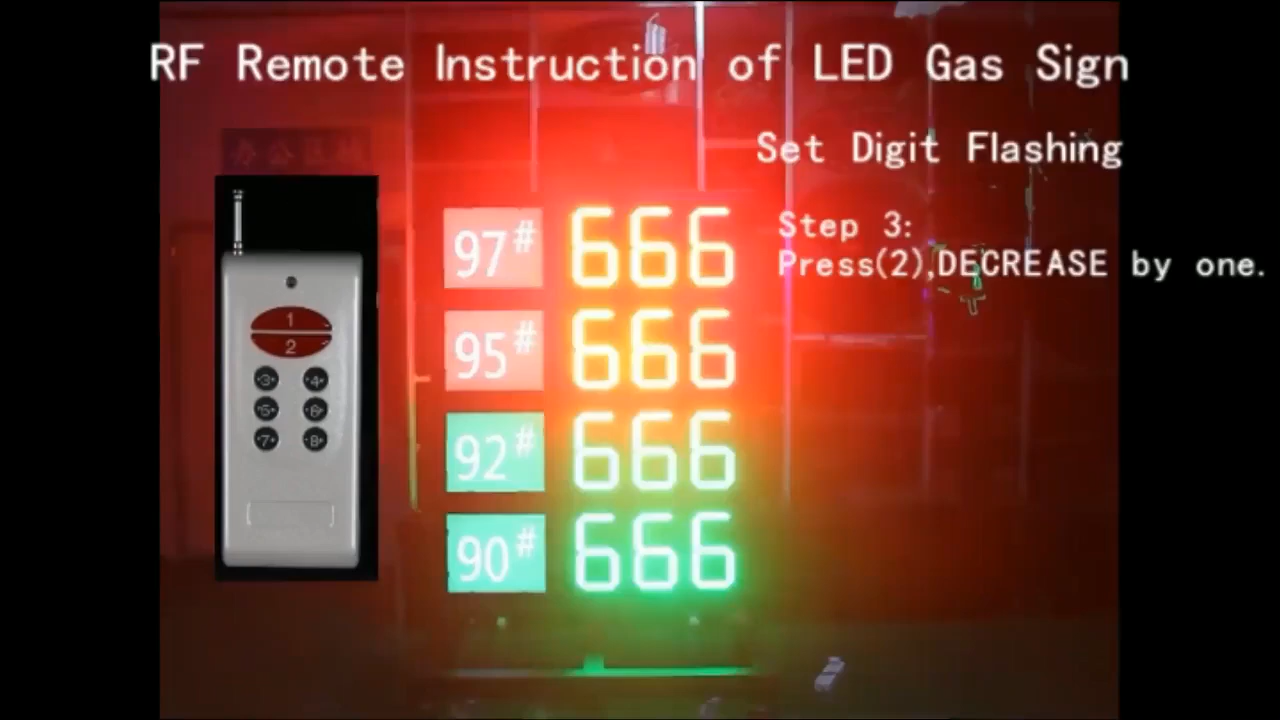 RF Remote Instruction of LED Gas Sign
Set Digit Flashing
Step 3:
Press(2),DECREASE by one.
97# 666
95# 666
92# 666
90# 666
1
2
3 4
5 6
7 8